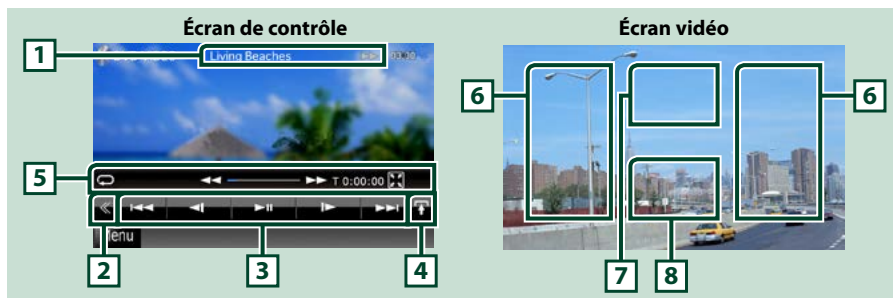 Écran de contrôle
Écran vidéo
1
Living Beaches
6
6
5
T 0:00:00
Menu
2
3
4
7
8